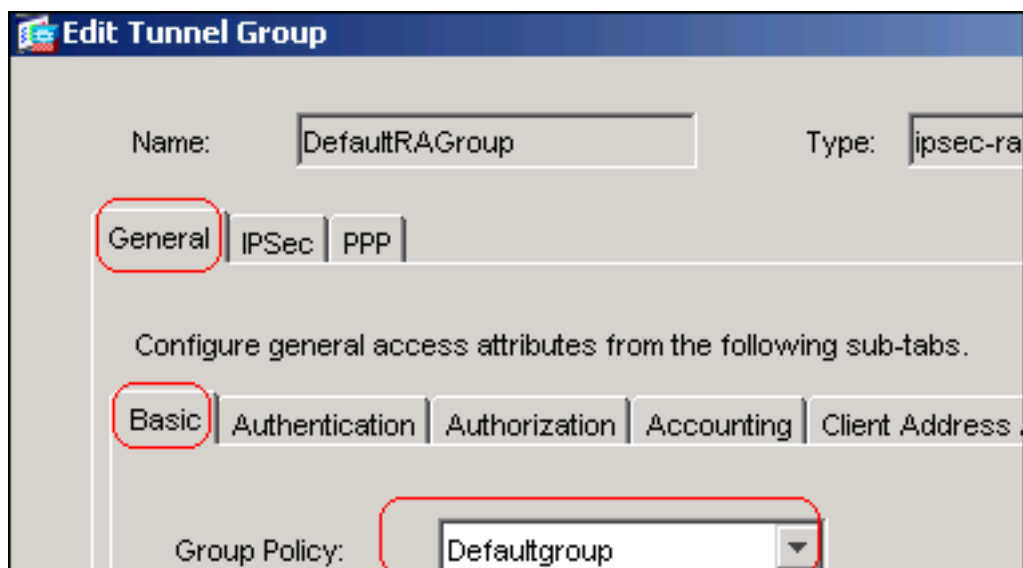 Edit Tunnel Group
Name: DefaultRAGroup Type: ipsec-ra
General IPSec PPP
Configure general access attributes from the following sub-tabs.
Basic Authentication Authorization Accounting Client Address
Group Policy: Defaultgroup